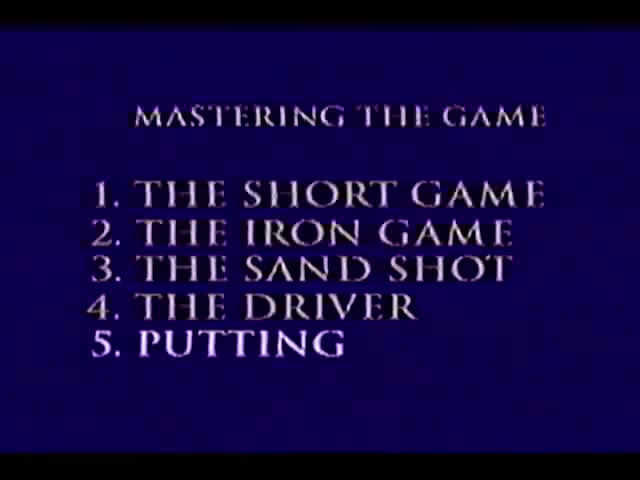 MASTERING THE GAME
1. THE SHORT GAME
2. THE IRON GAME
3. THE SAND SHOT
4. THE DRIVER
5. PUTTING